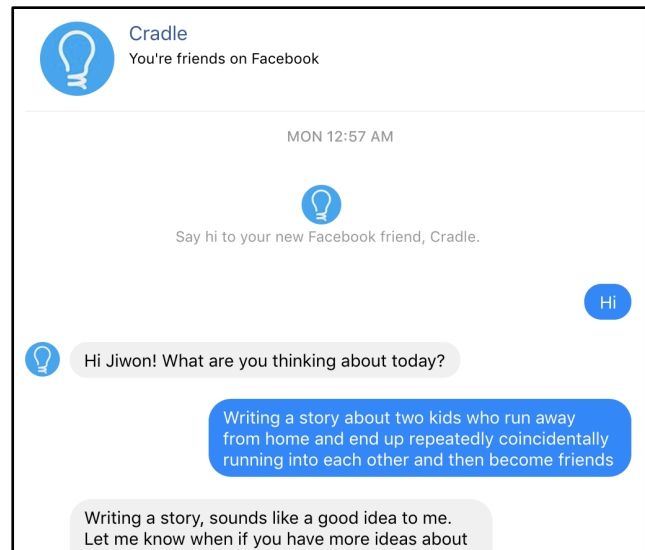 Cradle
You're friends on Facebook
MON 12:57 AM
Say hi to your new Facebook friend, Cradle.
Hi
Hi Jiwon! What are you thinking about today?
Writing a story about two kids who run away
from home and end up repeatedly coincidentally
running into each other and then become friends
Writing a story, sounds like a good idea to me.
Let me know when if you have more ideas about